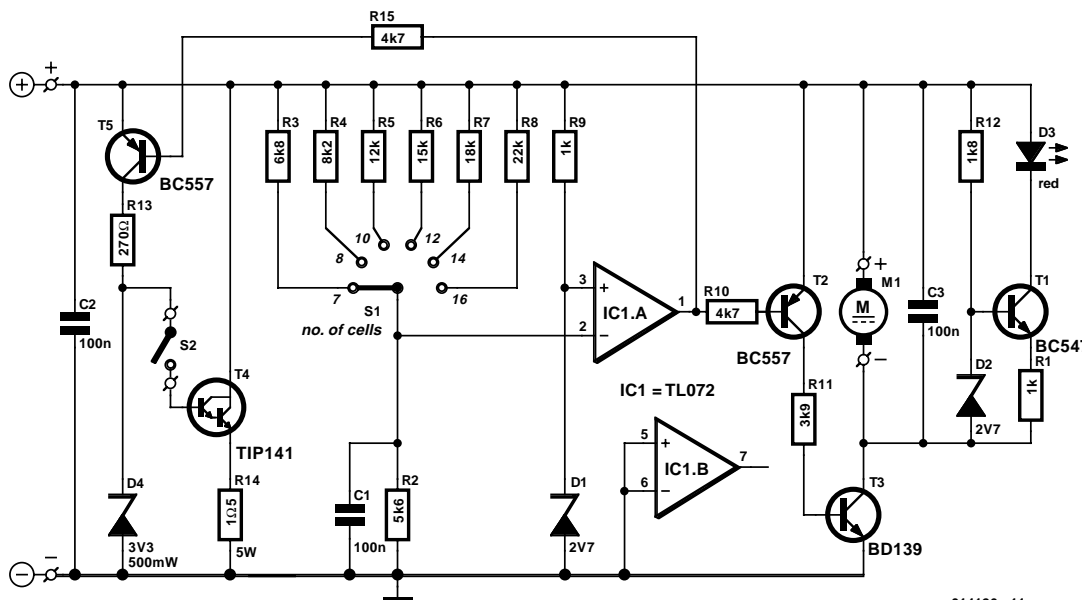 R15
4k7
+
+
T5
BC557
R3
6k8
R4
8k2
R5
12k
R6
15k
R7
18k
R8
22k
R9
1k
R12
1k8
D3
red
R13
270Ω
10
12
8
14
7
16
S1
no. of cells
3
+
2
−
IC1.A
1
R10
4k7
T2
BC557
+
M1
M
−
C3
100n
T1
BC547
C2
100n
S2
T4
TIP141
IC1 = TL072
R11
3k9
D2
2V7
R1
1k
5
+
6
−
IC1.B
7
D4
3V3
500mW
R14
1Ω5
5W
C1
100n
R2
5k6
D1
2V7
T3
BD139
−
−